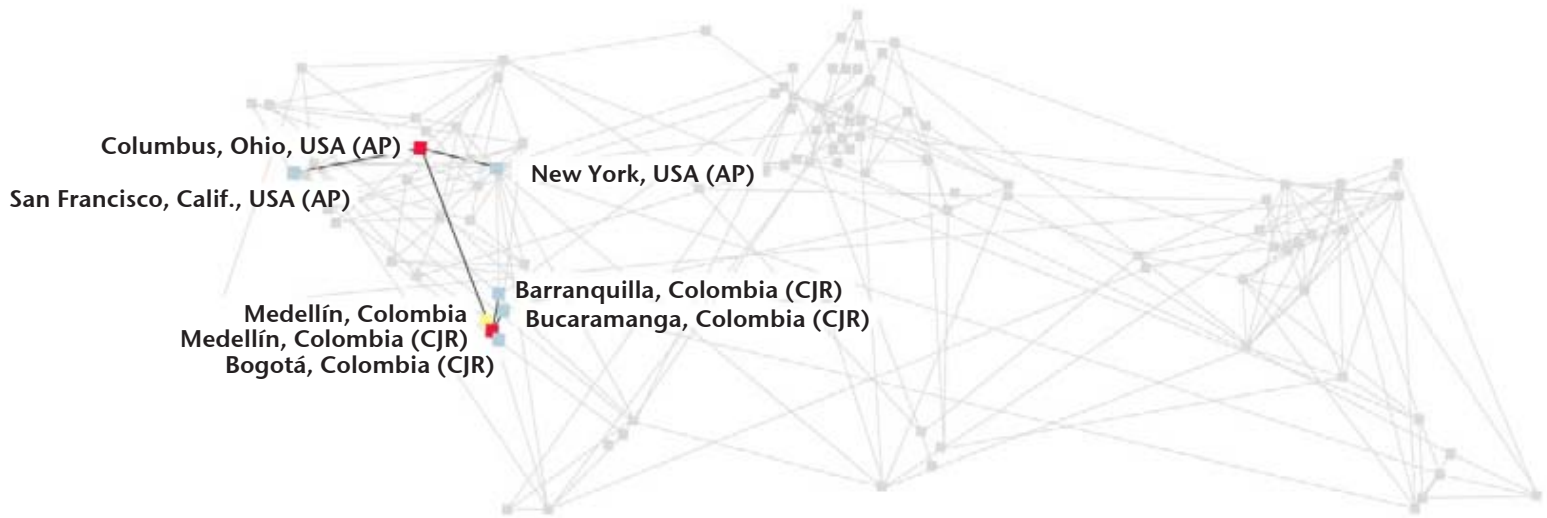 Columbus, Ohio, USA (AP)
New York, USA (AP)
San Francisco, Calif., USA (AP)
Barranquilla, Colombia (CJR)
Medellín, Colombia
Bucaramanga, Colombia (CJR)
Medellín, Colombia (CJR)
Bogotá, Colombia (CJR)